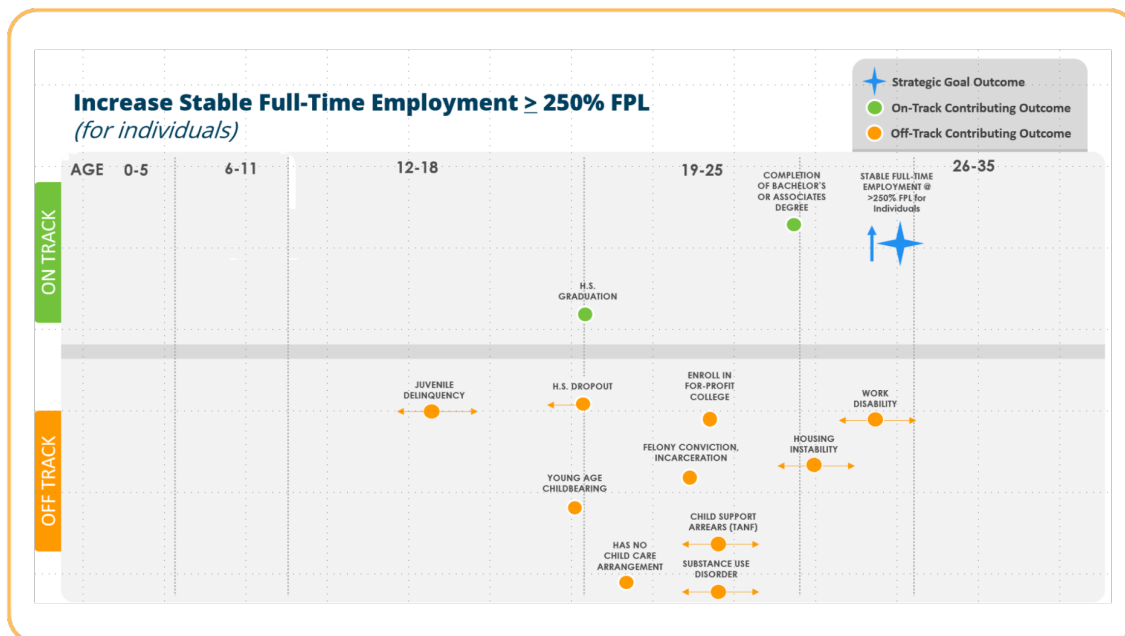 Increase Stable Full-Time Employment ≥ 250% FPL
(for individuals)
Strategic Goal Outcome
On-Track Contributing Outcome
Off-Track Contributing Outcome
AGE
0-5
6-11
12-18
19-25
26-35
ON TRACK
COMPLETION
OF BACHELOR'S
OR ASSOCIATES
DEGREE
STABLE FULL-TIME
EMPLOYMENT @
>250% FPL for
Individuals
H.S.
GRADUATION
OFF TRACK
JUVENILE
DELINQUENCY
H.S. DROPOUT
ENROLL IN
FOR-PROFIT
COLLEGE
WORK
DISABILITY
FELONY CONVICTION,
INCARCERATION
HOUSING
INSTABILITY
YOUNG AGE
CHILDBEARING
CHILD SUPPORT
ARREARS (TANF)
HAS NO
CHILD CARE
ARRANGEMENT
SUBSTANCE USE
DISORDER